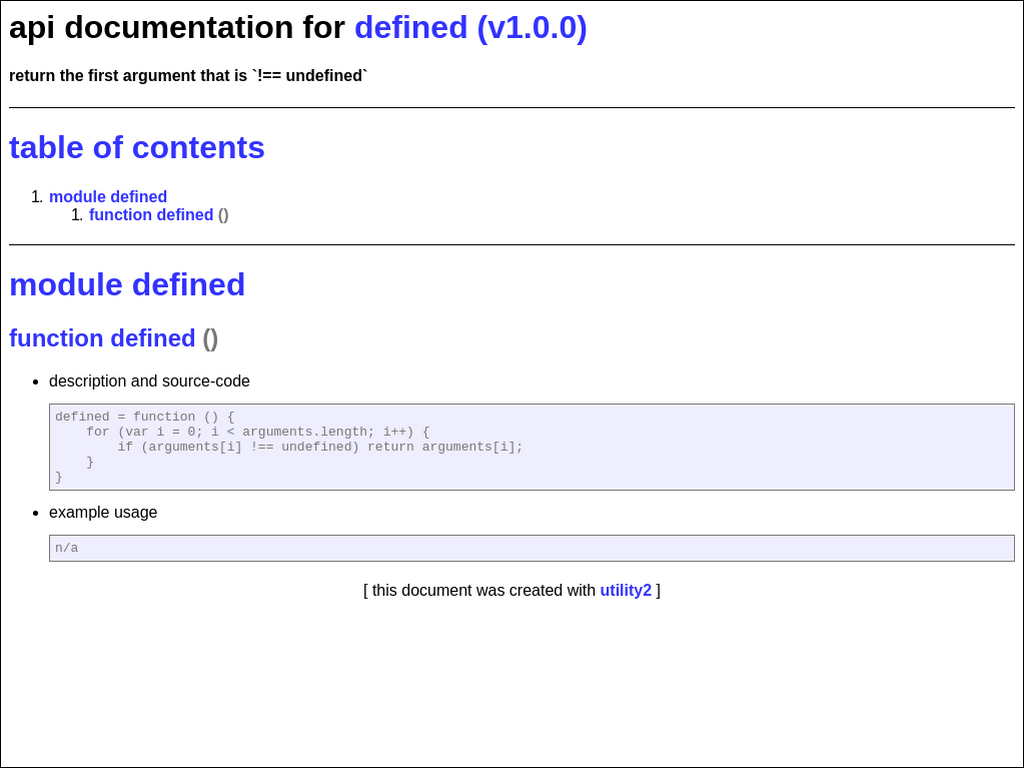 api documentation for defined (v1.0.0)
return the first argument that is `!== undefined`
table of contents
1. module defined
1. function defined ()
module defined
function defined ()
• description and source-code
defined = function () {
    for (var i = 0; i < arguments.length; i++) {
        if (arguments[i] !== undefined) return arguments[i];
    }
}
• example usage
n/a
[ this document was created with utility2 ]